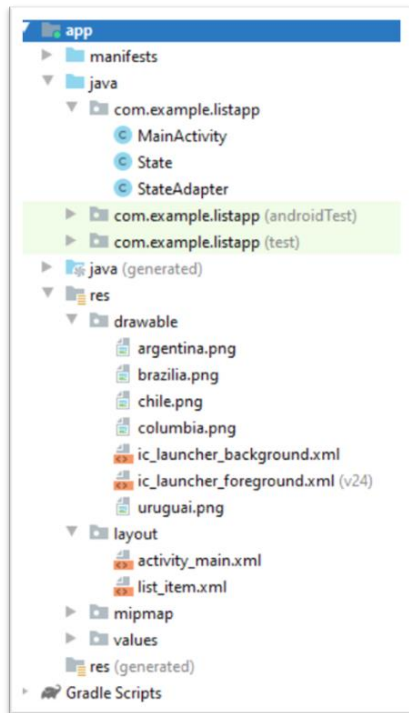 app
manifests
java
com.example.listapp
MainActivity
State
StateAdapter
com.example.listapp (androidTest)
com.example.listapp (test)
java (generated)
res
drawable
argentina.png
brazilia.png
chile.png
columbia.png
ic_launcher_background.xml
ic_launcher_foreground.xml (v24)
uruguai.png
layout
activity_main.xml
list_item.xml
mipmap
values
res (generated)
Gradle Scripts